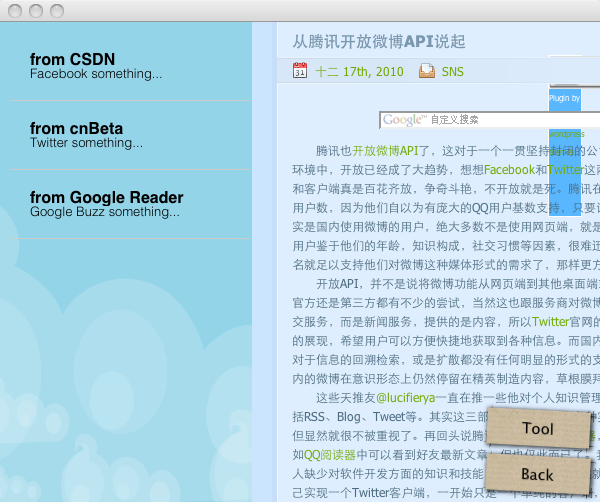 from CSDN
Facebook something...
from cnBeta
Twitter something...
from Google Reader
Google Buzz something...
从腾讯开放微博API说起
十二 17th, 2010 SNS
Plugin by
wordpress
Google™ 自定义搜索
腾讯也开放微博API了，这对于一个一贯坚持封闭的公
环境中，开放已经成了大趋势，想想Facebook和Twitter这两
和客户端真是百花齐放，争奇斗艳，不开放就是死。腾讯在
用户数，因为他们自以为有庞大的QQ用户基数支持，只要
实是国内使用微博的用户，绝大多数不是使用网页端，就是
用户鉴于他们的年龄，知识构成，社交习惯等因素，很难
名就足以支持他们对微博这种媒体形式的需求了，那样更方
开放API，并不是说将微博功能从网页端到其他桌面端
官方还是第三方都有不少的尝试，当然这也跟服务商对微博
交服务，而是新闻服务，提供的是内容，所以Twitter官网的
的展现，希望用户可以方便快捷地获取到各种信息。而国内
对于信息的回溯检索，或是扩散都没有任何明显的形式的支
内的微博在意识形态上仍然停留在精英制造内容，草根膜拜
这些天推友@lucifierya一直在推一些他对个人知识管理
括RSS、Blog、Tweet等。其实这三部
但显然就很不被重视了。再回头说腾
如QQ阅读器中可以看到好友最新文章，但也仅此而已了。
人缺少对软件开发方面的知识和技能
己实现一个Twitter客户端，一开始只是一个单纯的客户端，
Tool
Back